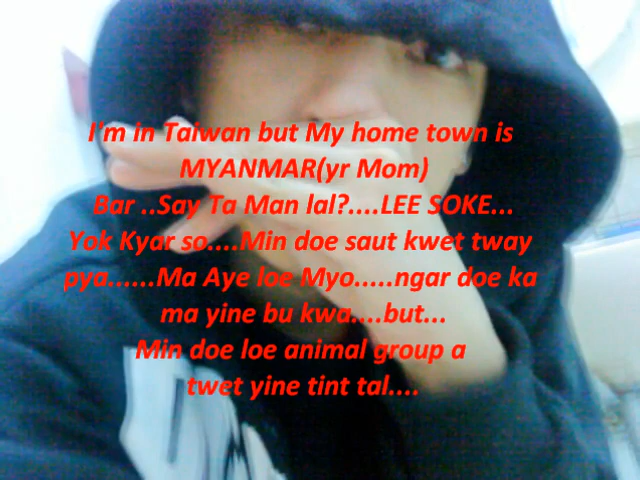 I'm in Taiwan but My home town is
MYANMAR(yr Mom)
Bar ..Say Ta Man lal?....LEE SOKE...
Yok Kyar so....Min doe saut kwet tway
pya......Ma Aye loe Myo.....ngar doe ka
ma yine bu kwa....but...
Min doe loe animal group a
twet yine tint tal....